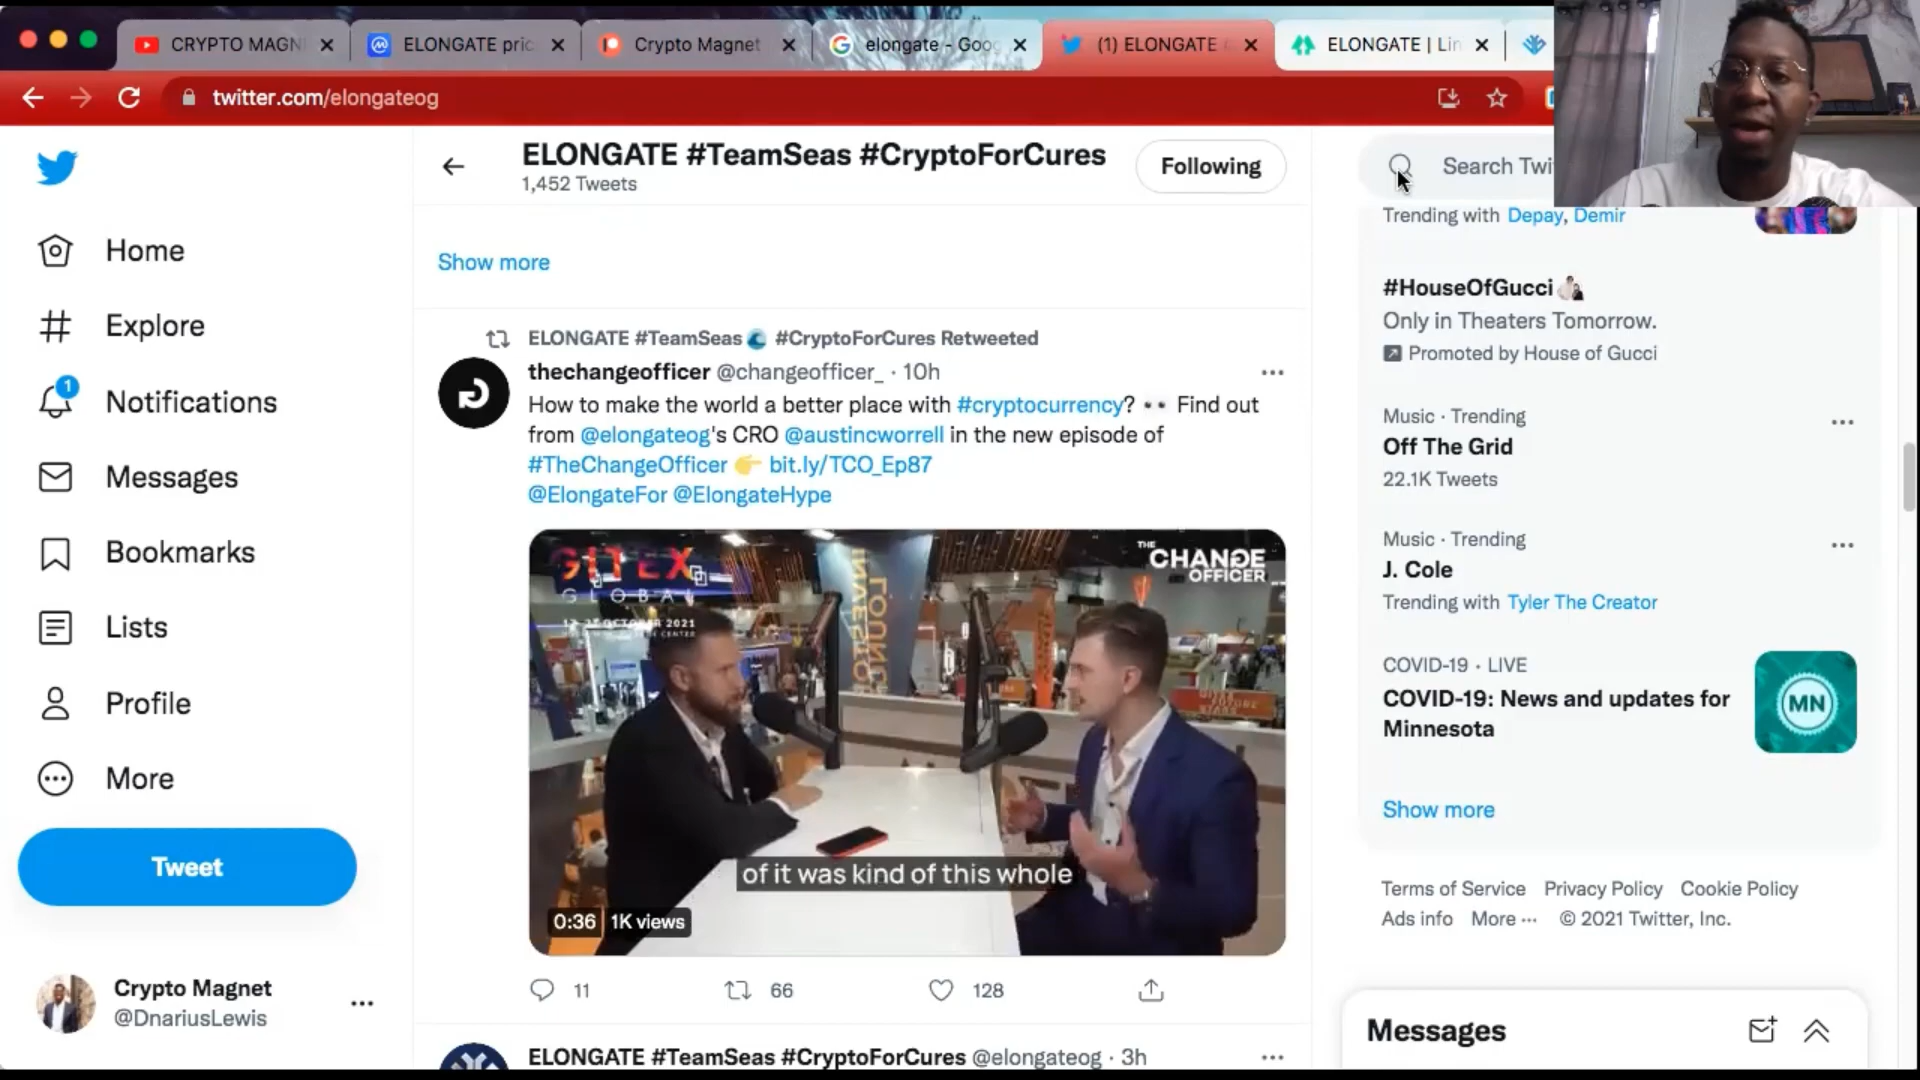 CRYPTO MAGN
ELONGATE pric
Crypto Magnet
elongate - Goog
(1) ELONGATE
ELONGATE | Lin
twitter.com/elongateog
ELONGATE #TeamSeas #CryptoForCures
1,452 Tweets
Following
Search Twi
Home
Explore
1
Notifications
Messages
Bookmarks
Lists
Profile
More
Tweet
Crypto Magnet
@DnariusLewis
Show more
ELONGATE #TeamSeas #CryptoForCures Retweeted
thechangeofficer @changeofficer_ · 10h
How to make the world a better place with #cryptocurrency? Find out
from @elongateog's CRO @austincworrell in the new episode of
#TheChangeOfficer bit.ly/TCO_Ep87
@ElongateFor @ElongateHype
GITEX
GLOBAL
THE
CHANGE
OFFICER
of it was kind of this whole
0:36 1K views
11
66
128
ELONGATE #TeamSeas #CryptoForCures @elongateog · 3h
Trending with Depay, Demir
#HouseOfGucci
Only in Theaters Tomorrow.
Promoted by House of Gucci
Music · Trending
Off The Grid
22.1K Tweets
Music · Trending
J. Cole
Trending with Tyler The Creator
COVID-19 · LIVE
COVID-19: News and updates for
Minnesota
MN
Show more
Terms of Service Privacy Policy Cookie Policy
Ads info More ··· © 2021 Twitter, Inc.
Messages